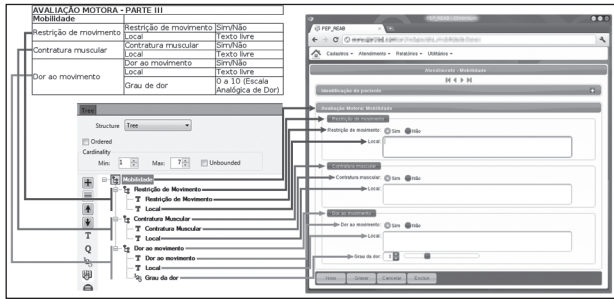 AVALIAÇÃO MOTORA - PARTE III
Mobilidade
Restrição de movimento
Restrição de movimento Sim/Não
Local Texto livre
Contratura muscular
Contratura muscular Sim/Não
Local Texto livre
Dor ao movimento
Dor ao movimento Sim/Não
Local Texto livre
Grau de dor
0 a 10 (Escala
Analógica de Dor)
Tree
Structure Tree
Ordered
Cardinality
Min: 1 Max: 7 Unbounded
Mobilidade
Restrição de Movimento
T Restrição de Movimento
T Local
Contratura Muscular
T Contratura Muscular
T Local
Dor ao movimento
T Dor ao movimento
T Local
Grau da dor
T
Q
FEP_REAB
Cadastros Atendimento Relatórios Utilitários
Atendimento - Mobilidade
Identificação do paciente
Avaliação Motora: Mobilidade
Restrição de movimento
Restrição de movimento: Sim Não
Local:
Contratura muscular
Contratura muscular: Sim Não
Local:
Dor ao movimento
Dor ao movimento: Sim Não
Local:
Grau da dor: 3
Novo Gravar Cancelar Excluir